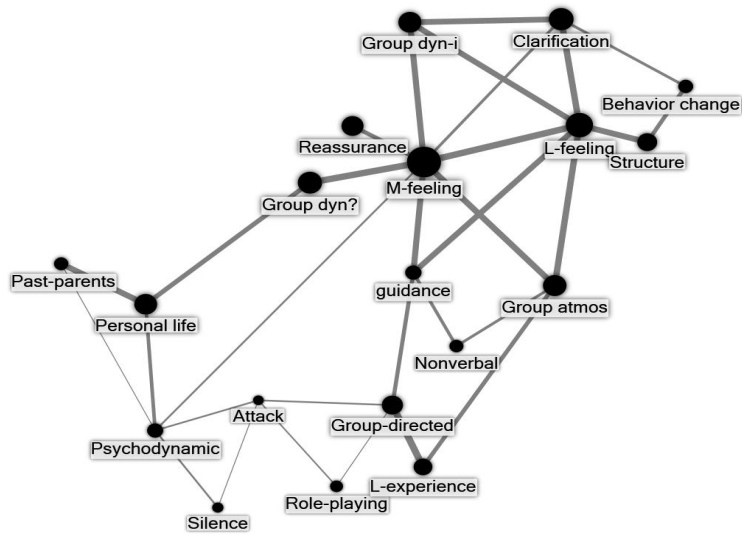 Group dyn-i
Clarification
Behavior change
Reassurance
L-feeling
Structure
M-feeling
Group dyn?
Past-parents
guidance
Group atmos
Personal life
Nonverbal
Attack
Group-directed
Psychodynamic
L-experience
Role-playing
Silence